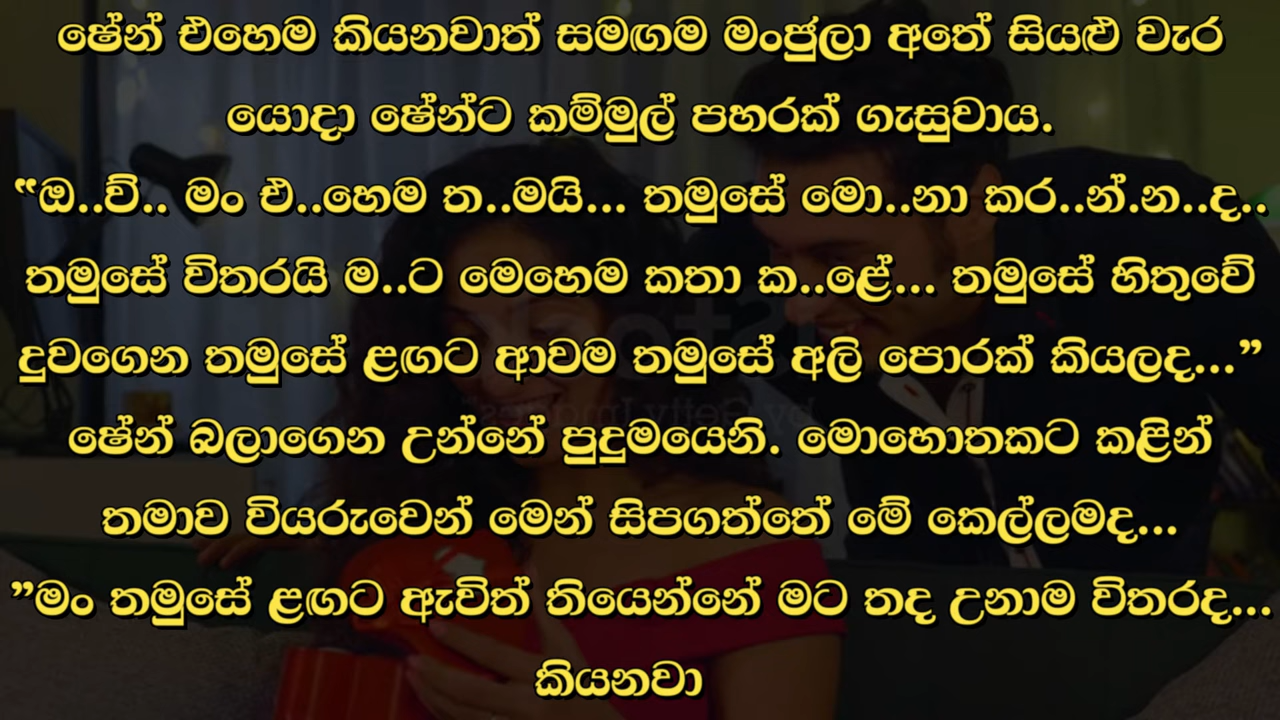 ෂේන් එහෙම කියනවාත් සමඟම මංජුලා අතේ සියළු වැර
යොදා ෂේන්ට කම්මුල් පහරක් ගැසුවාය.
“ඔ..ව්.. මං එ..හෙම ත..මයි... තමුසේ මො..නා කර..න්.න..ද..
තමුසේ විතරයි ම..ට මෙහෙම කතා ක..ළේ... තමුසේ හිතුවේ
දුවගෙන තමුසේ ළඟට ආවම තමුසේ අලි පොරක් කියලද...”
ෂේන් බලාගෙන උන්නේ පුදුමයෙනි. මොහොතකට කළින්
තමාව වියරුවෙන් මෙන් සිපගත්තේ මේ කෙල්ලමද...
”මං තමුසේ ළඟට ඇවිත් තියෙන්නේ මට තද උනාම විතරද...
කියනවා